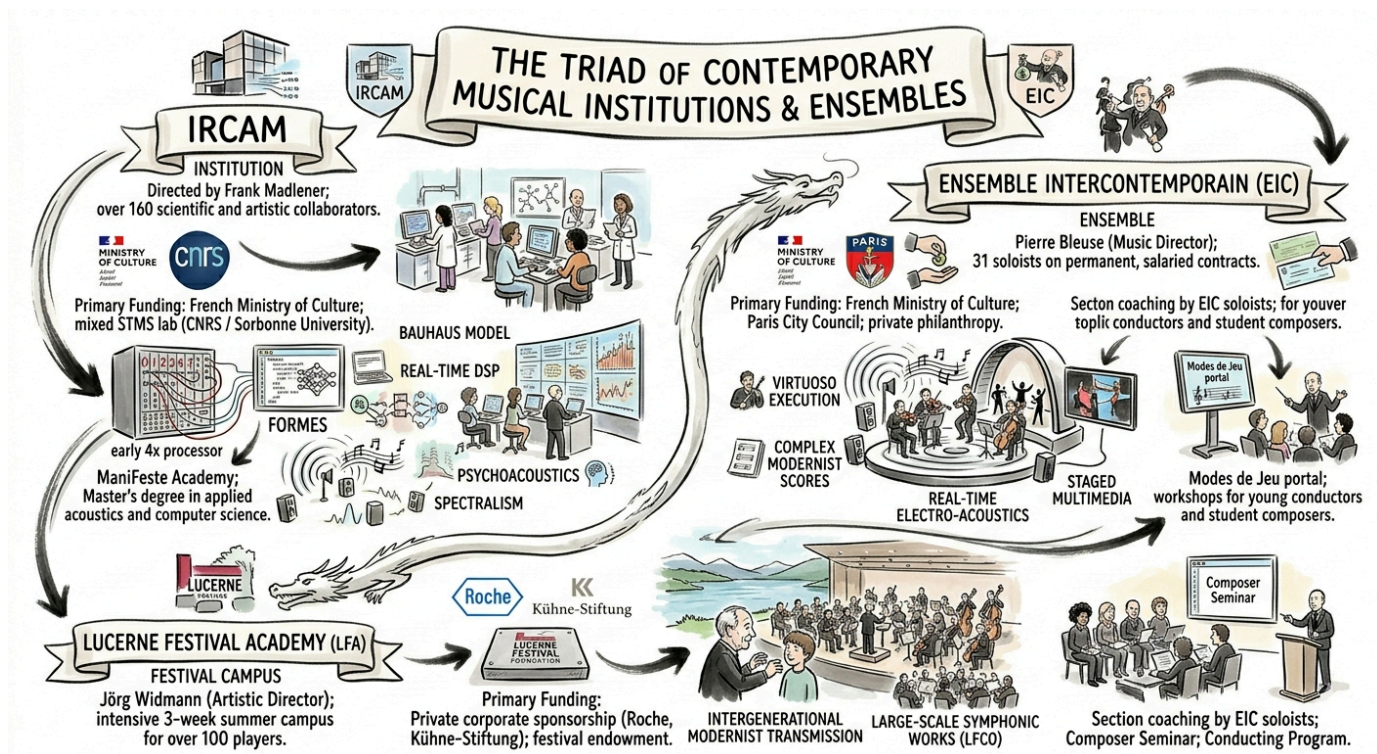 THE TRIAD OF CONTEMPORARY
MUSICAL INSTITUTIONS & ENSEMBLES
IRCAM
EIC
IRCAM
INSTITUTION
Directed by Frank Madlener;
over 160 scientific and artistic collaborators.
MINISTRY
OF CULTURE
cnrs
Primary Funding: French Ministry of Culture;
mixed STMS lab (CNRS / Sorbonne University).
BAUHAUS MODEL
REAL-TIME DSP
FORMES
early 4x processor
PSYCHOACOUSTICS
SPECTRALISM
ManiFeste Academy;
Master's degree in applied
acoustics and computer science.
ENSEMBLE INTERCONTEMPORAIN (EIC)
ENSEMBLE
Pierre Bleuse (Music Director);
31 soloists on permanent, salaried contracts.
MINISTRY
OF CULTURE
PARIS
Primary Funding: French Ministry of Culture;
Paris City Council; private philanthropy.
Secton coaching by EIC soloists; for youver
toplic conductors and student composers.
VIRTUOSO
EXECUTION
COMPLEX
MODERNIST
SCORES
REAL-TIME
ELECTRO-ACOUSTICS
STAGED
MULTIMEDIA
Modes de Jeu
portal
Modes de Jeu portal;
workshops for young conductors
and student composers.
LUCERNE
LUCERNE FESTIVAL ACADEMY (LFA)
FESTIVAL CAMPUS
Jörg Widmann (Artistic Director);
intensive 3-week summer campus
for over 100 players.
Roche
KK
Kühne-Stiftung
LUCERNE
FESTIVAL
FOUNDATION
Primary Funding:
Private corporate sponsorship (Roche,
Kühne-Stiftung); festival endowment.
INTERGENERATIONAL
MODERNIST TRANSMISSION
LARGE-SCALE SYMPHONIC
WORKS (LFCO)
Composer
Seminar
Section coaching by EIC soloists;
Composer Seminar; Conducting Program.